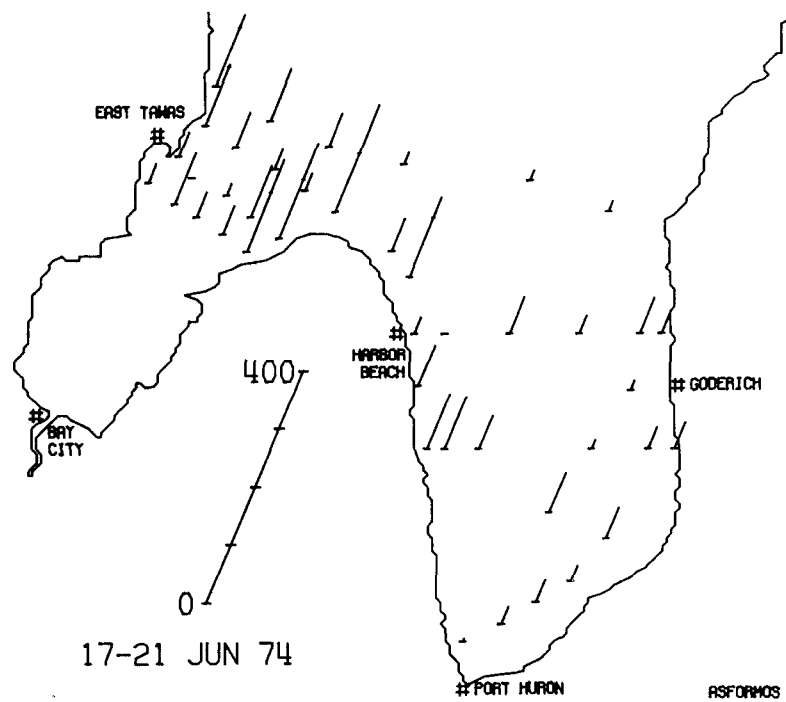 EAST TAWAS
HARBOR
BEACH
400
GODERICH
BAY
CITY
0
17-21 JUN 74
PORT HURON
ASFORMOS